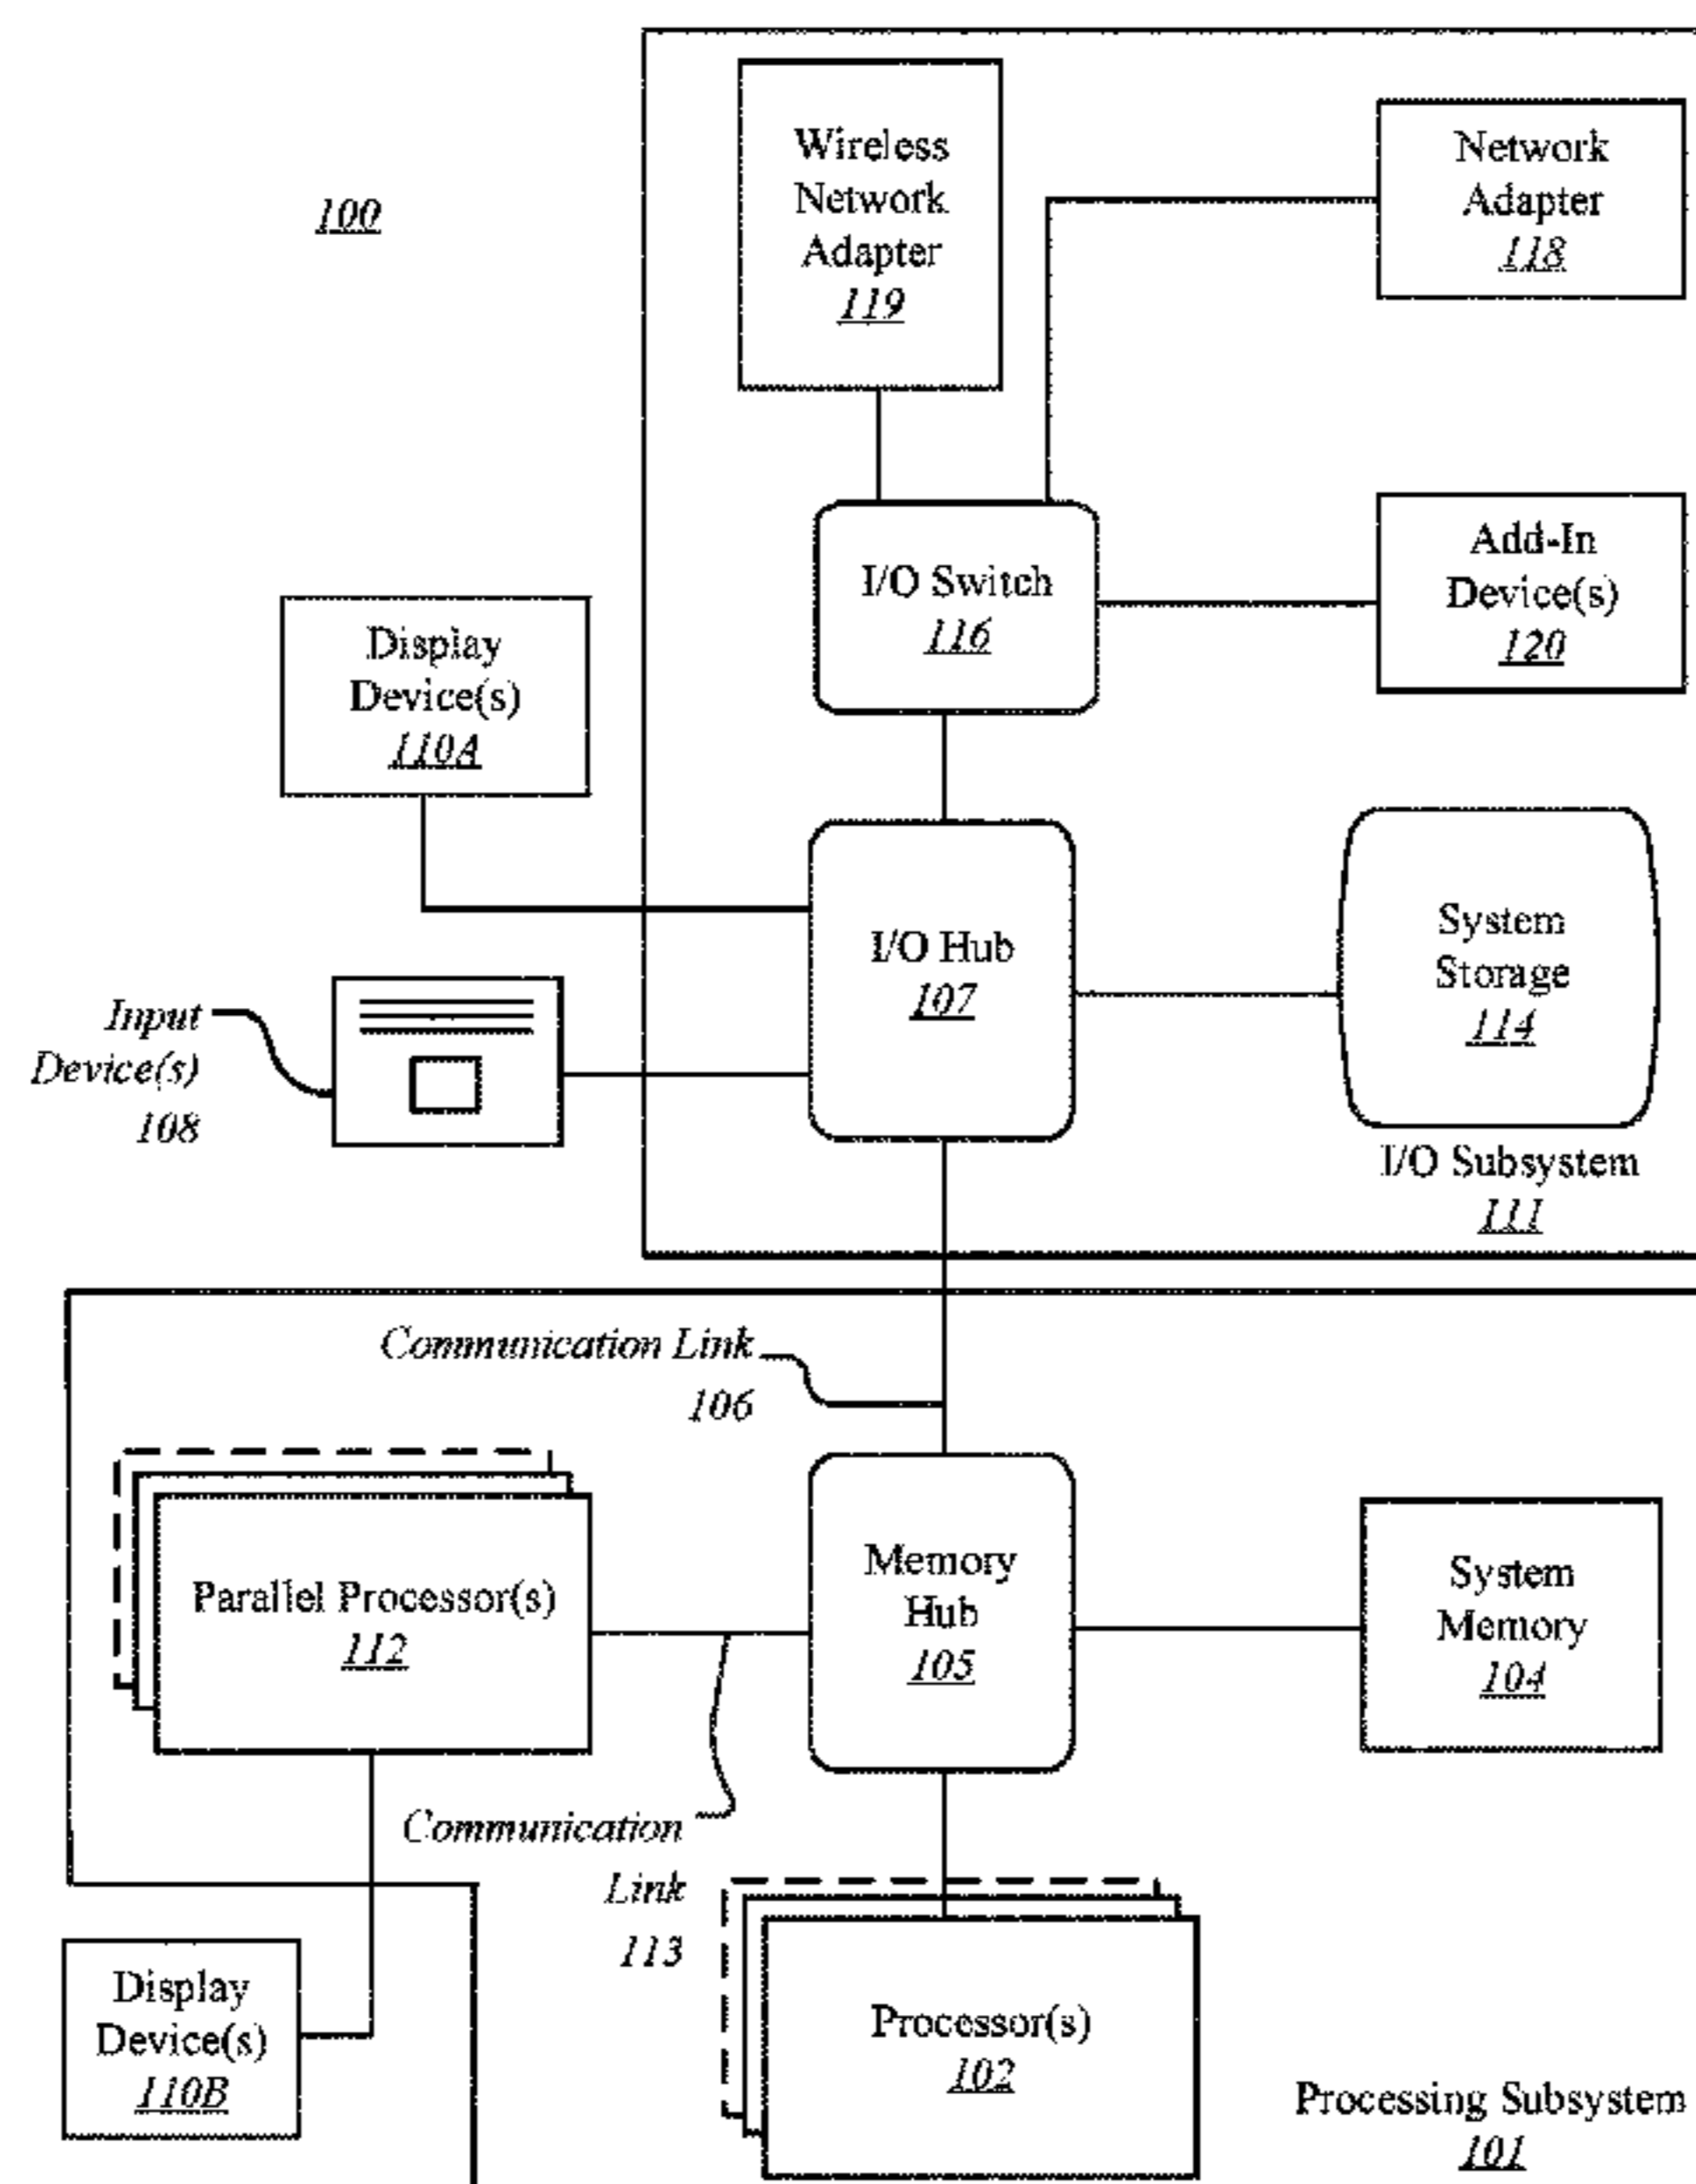 100
Wireless
Network
Adapter
119
Network
Adapter
118
I/O Switch
116
Add-In
Device(s)
120
Display
Device(s)
110A
I/O Hub
107
System
Storage
114
Input
Device(s)
108
I/O Subsystem
111
Communication Link
106
Parallel Processor(s)
112
Memory
Hub
105
System
Memory
104
Communication
Link
113
Display
Device(s)
110B
Processor(s)
102
Processing Subsystem
101